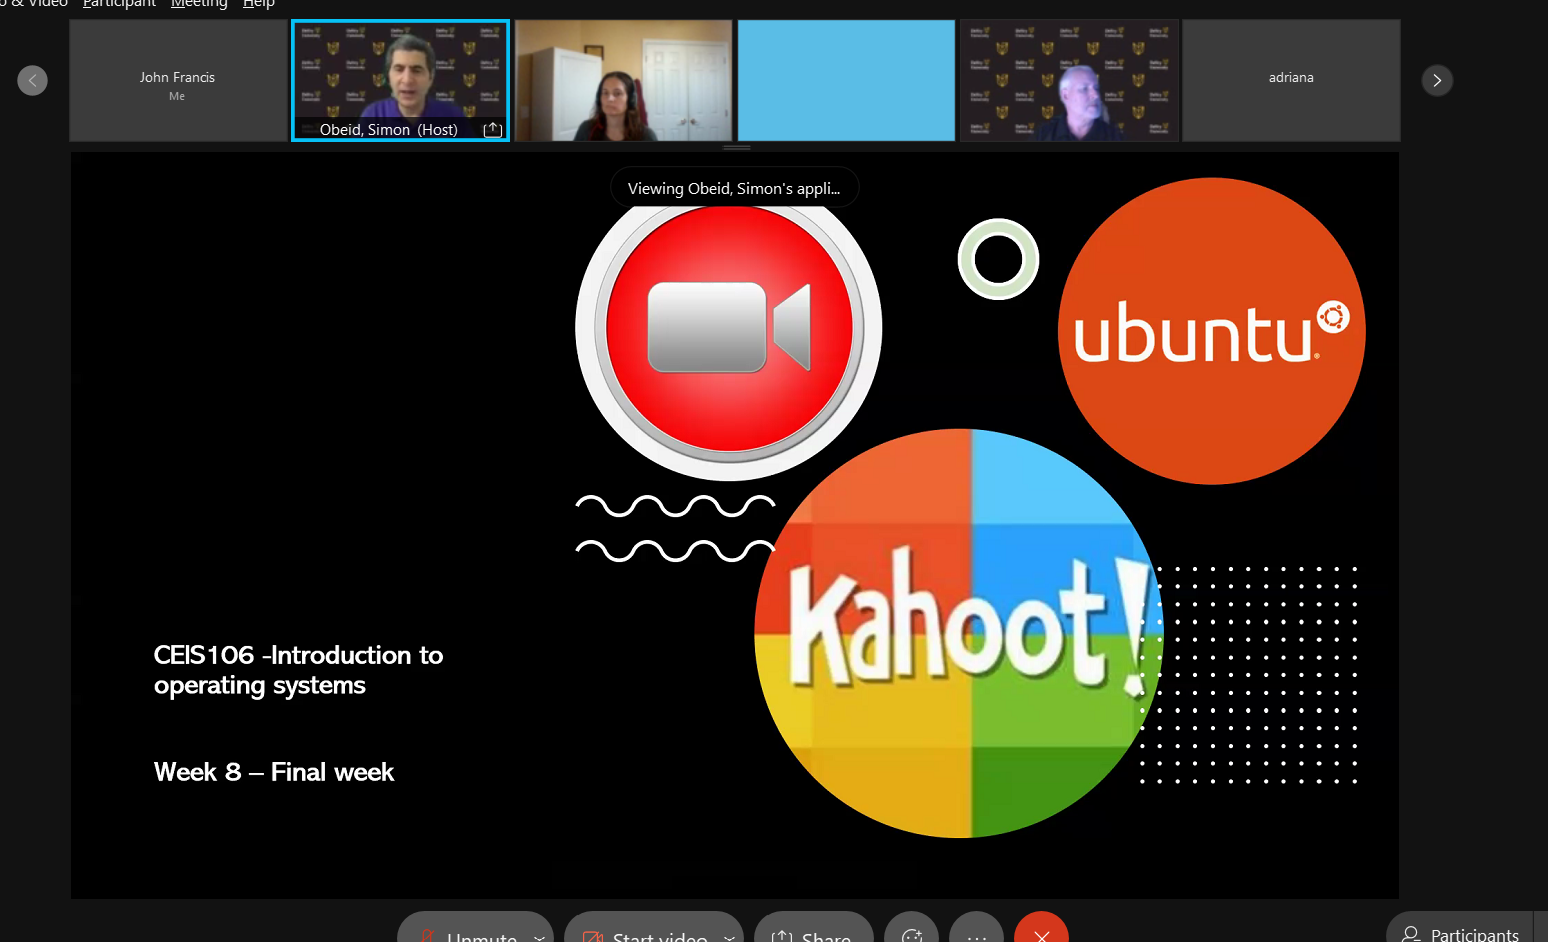 o & Video Participant Meeting Help
John Francis
Me
Obeid, Simon (Host)
adriana
Viewing Obeid, Simon's appli...
ubuntu
Kahoot!
CEIS106 -Introduction to
operating systems
Week 8 – Final week
Unmute
Start video
Share
Participants